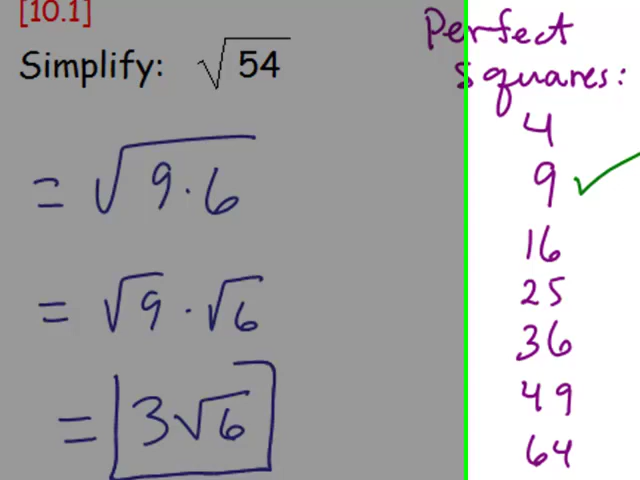 [10.1]
Simplify: √54
= √9·6
= √9 · √6
= 3√6
Perfect
squares:
4
9 ✓
16
25
36
49
64